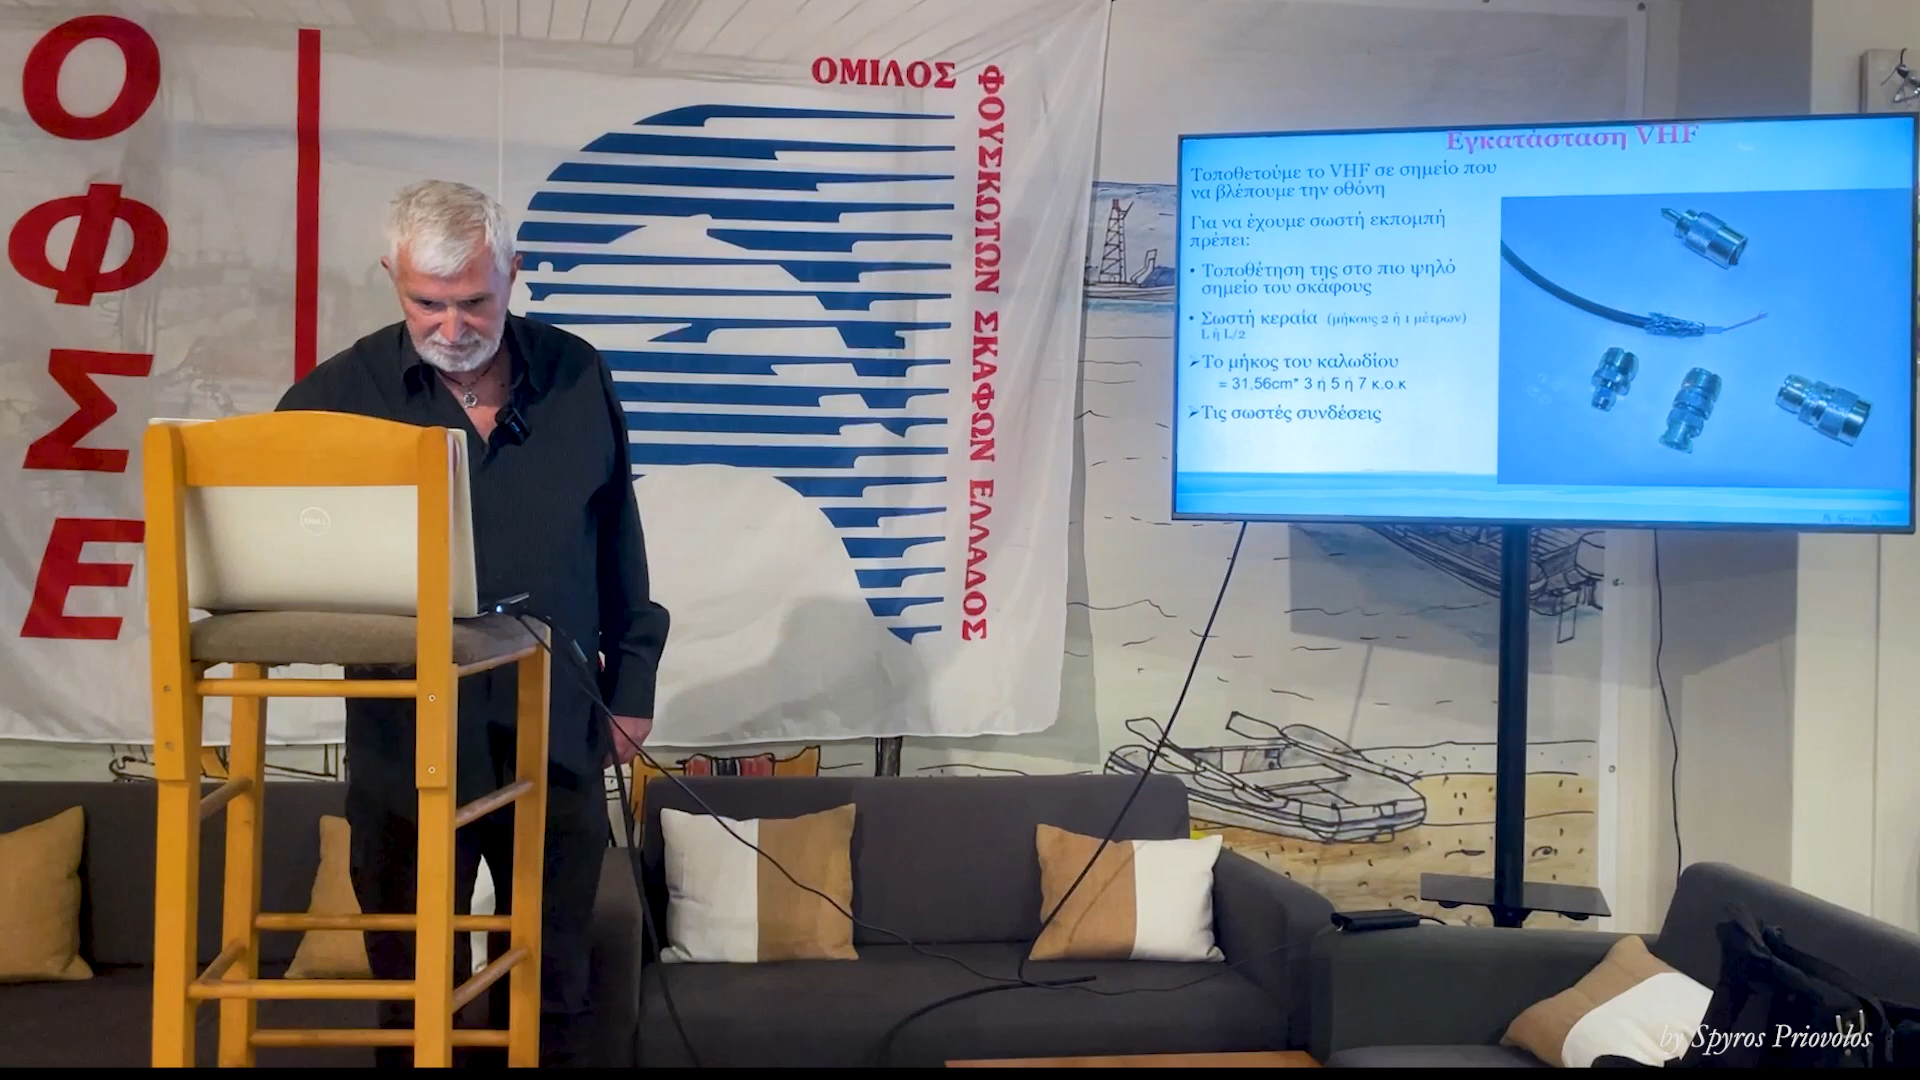 ΟΦΣΕ
ΟΜΙΛΟΣ
ΦΟΥΣΚΩΤΩΝ ΣΚΑΦΩΝ ΕΛΛΑΔΟΣ
Εγκατάσταση VHF
Τοποθετούμε το VHF σε σημείο που
να βλέπουμε την οθόνη
Για να έχουμε σωστή εκπομπή
πρέπει:
• Τοποθέτηση της στο πιο ψηλό
σημείο του σκάφους
• Σωστή κεραία (μήκους 2 ή 1 μέτρων)
L ή L/2
➢Το μήκος του καλωδίου
= 31,56cm* 3 ή 5 ή 7 κ.ο.κ
➢Τις σωστές συνδέσεις
DELL
by Spyros Priovolos